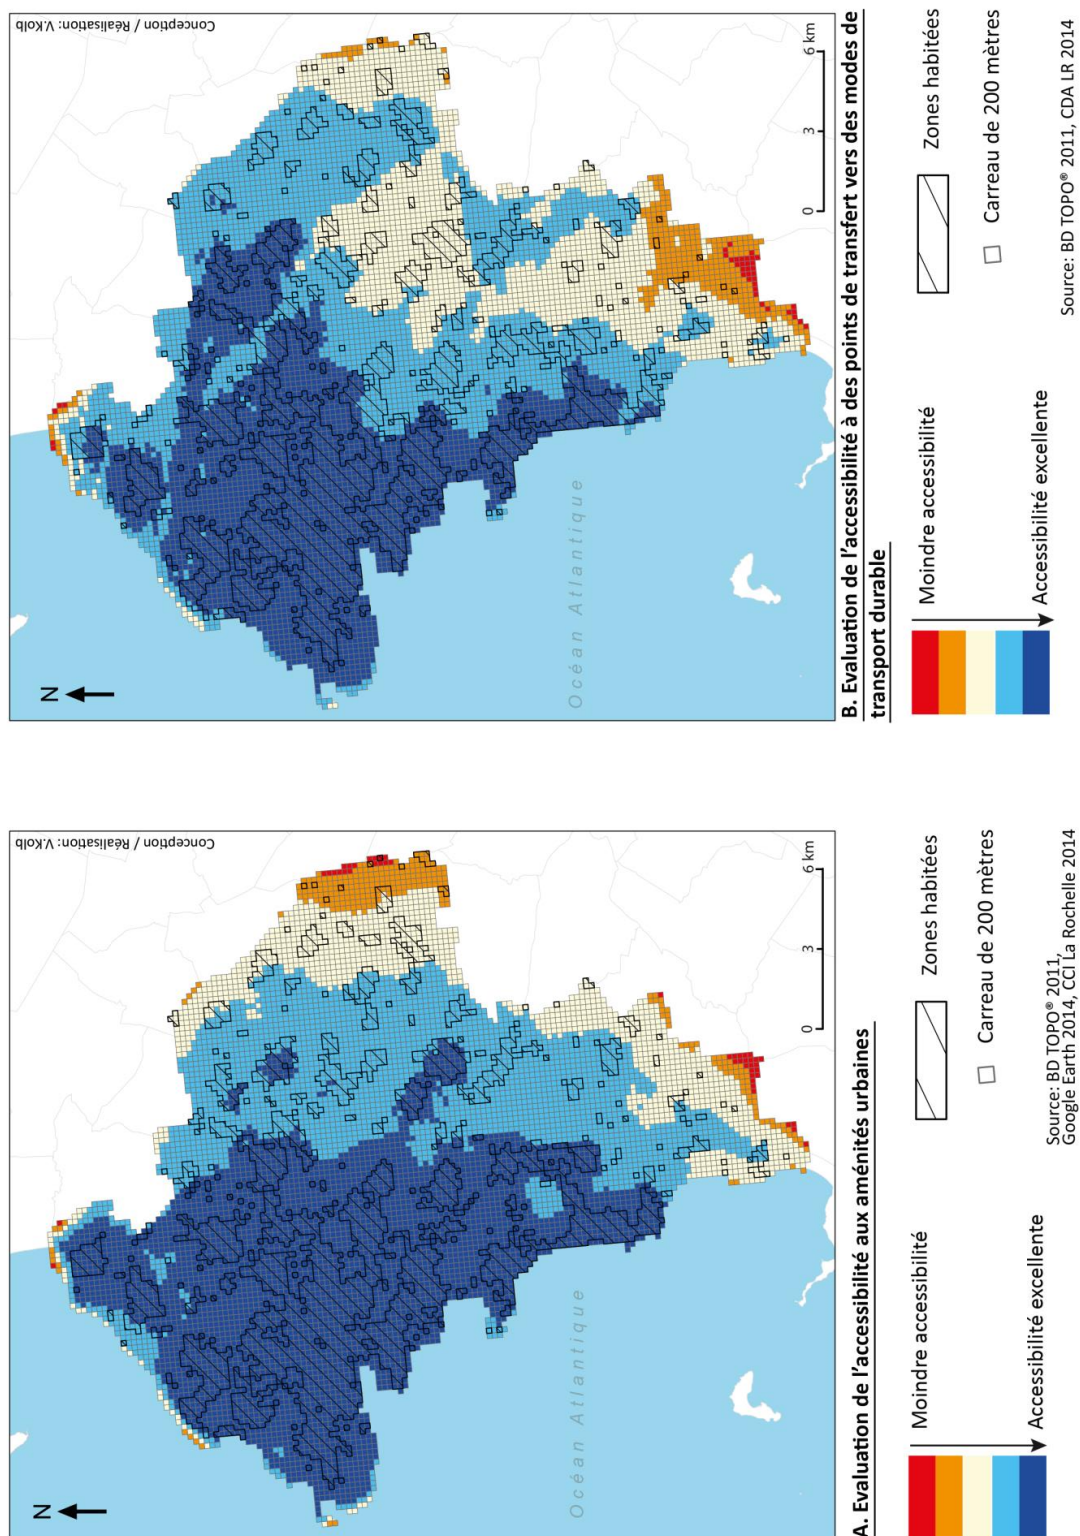 Conception / Réalisation: V.Kolb
N
Océan Atlantique
0 3 6 km
A. Evaluation de l'accessibilité aux aménités urbaines
Moindre accessibilité
Accessibilité excellente
Zones habitées
Carreau de 200 mètres
Source: BD TOPO® 2011,
Google Earth 2014, CCI La Rochelle 2014
Conception / Réalisation: V.Kolb
N
Océan Atlantique
0 3 6 km
B. Evaluation de l'accessibilité à des points de transfert vers des modes de
transport durable
Moindre accessibilité
Accessibilité excellente
Zones habitées
Carreau de 200 mètres
Source: BD TOPO® 2011, CDA LR 2014